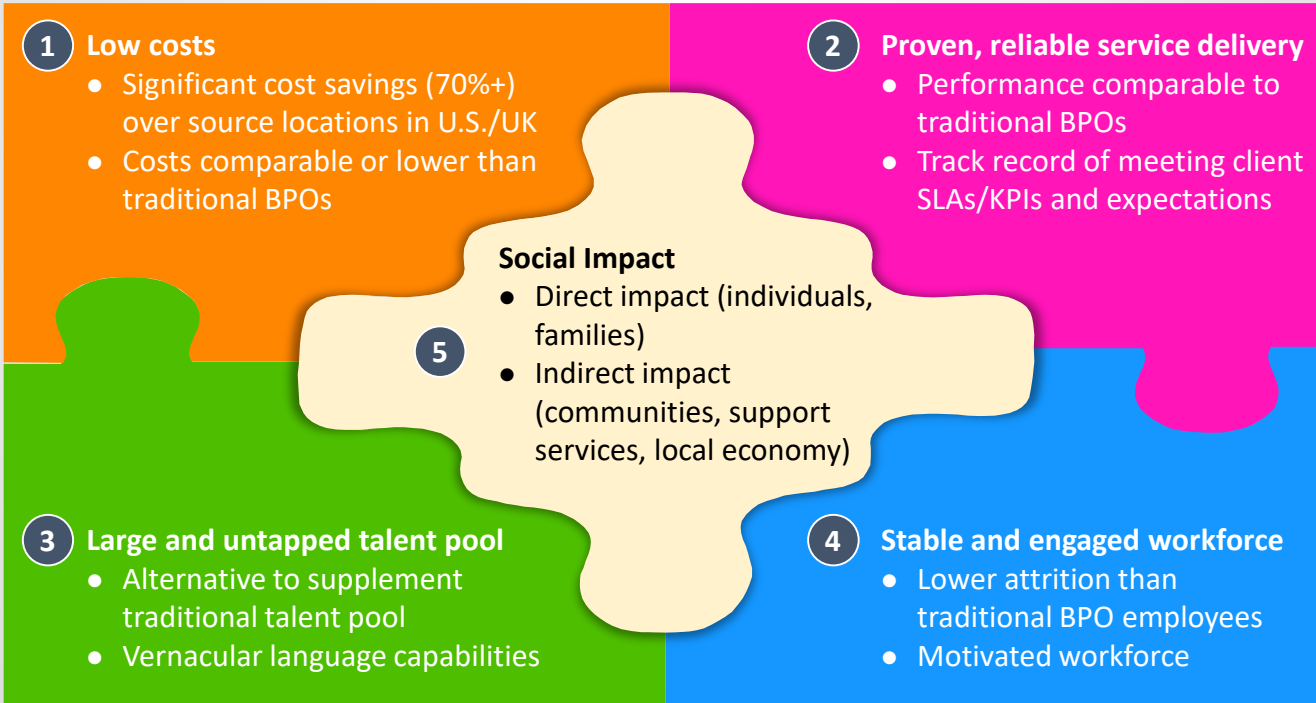 1 Low costs
● Significant cost savings (70%+)
over source locations in U.S./UK
● Costs comparable or lower than
traditional BPOs
2 Proven, reliable service delivery
● Performance comparable to
traditional BPOs
● Track record of meeting client
SLAs/KPIs and expectations
5
Social Impact
● Direct impact (individuals,
families)
● Indirect impact
(communities, support
services, local economy)
3 Large and untapped talent pool
● Alternative to supplement
traditional talent pool
● Vernacular language capabilities
4 Stable and engaged workforce
● Lower attrition than
traditional BPO employees
● Motivated workforce